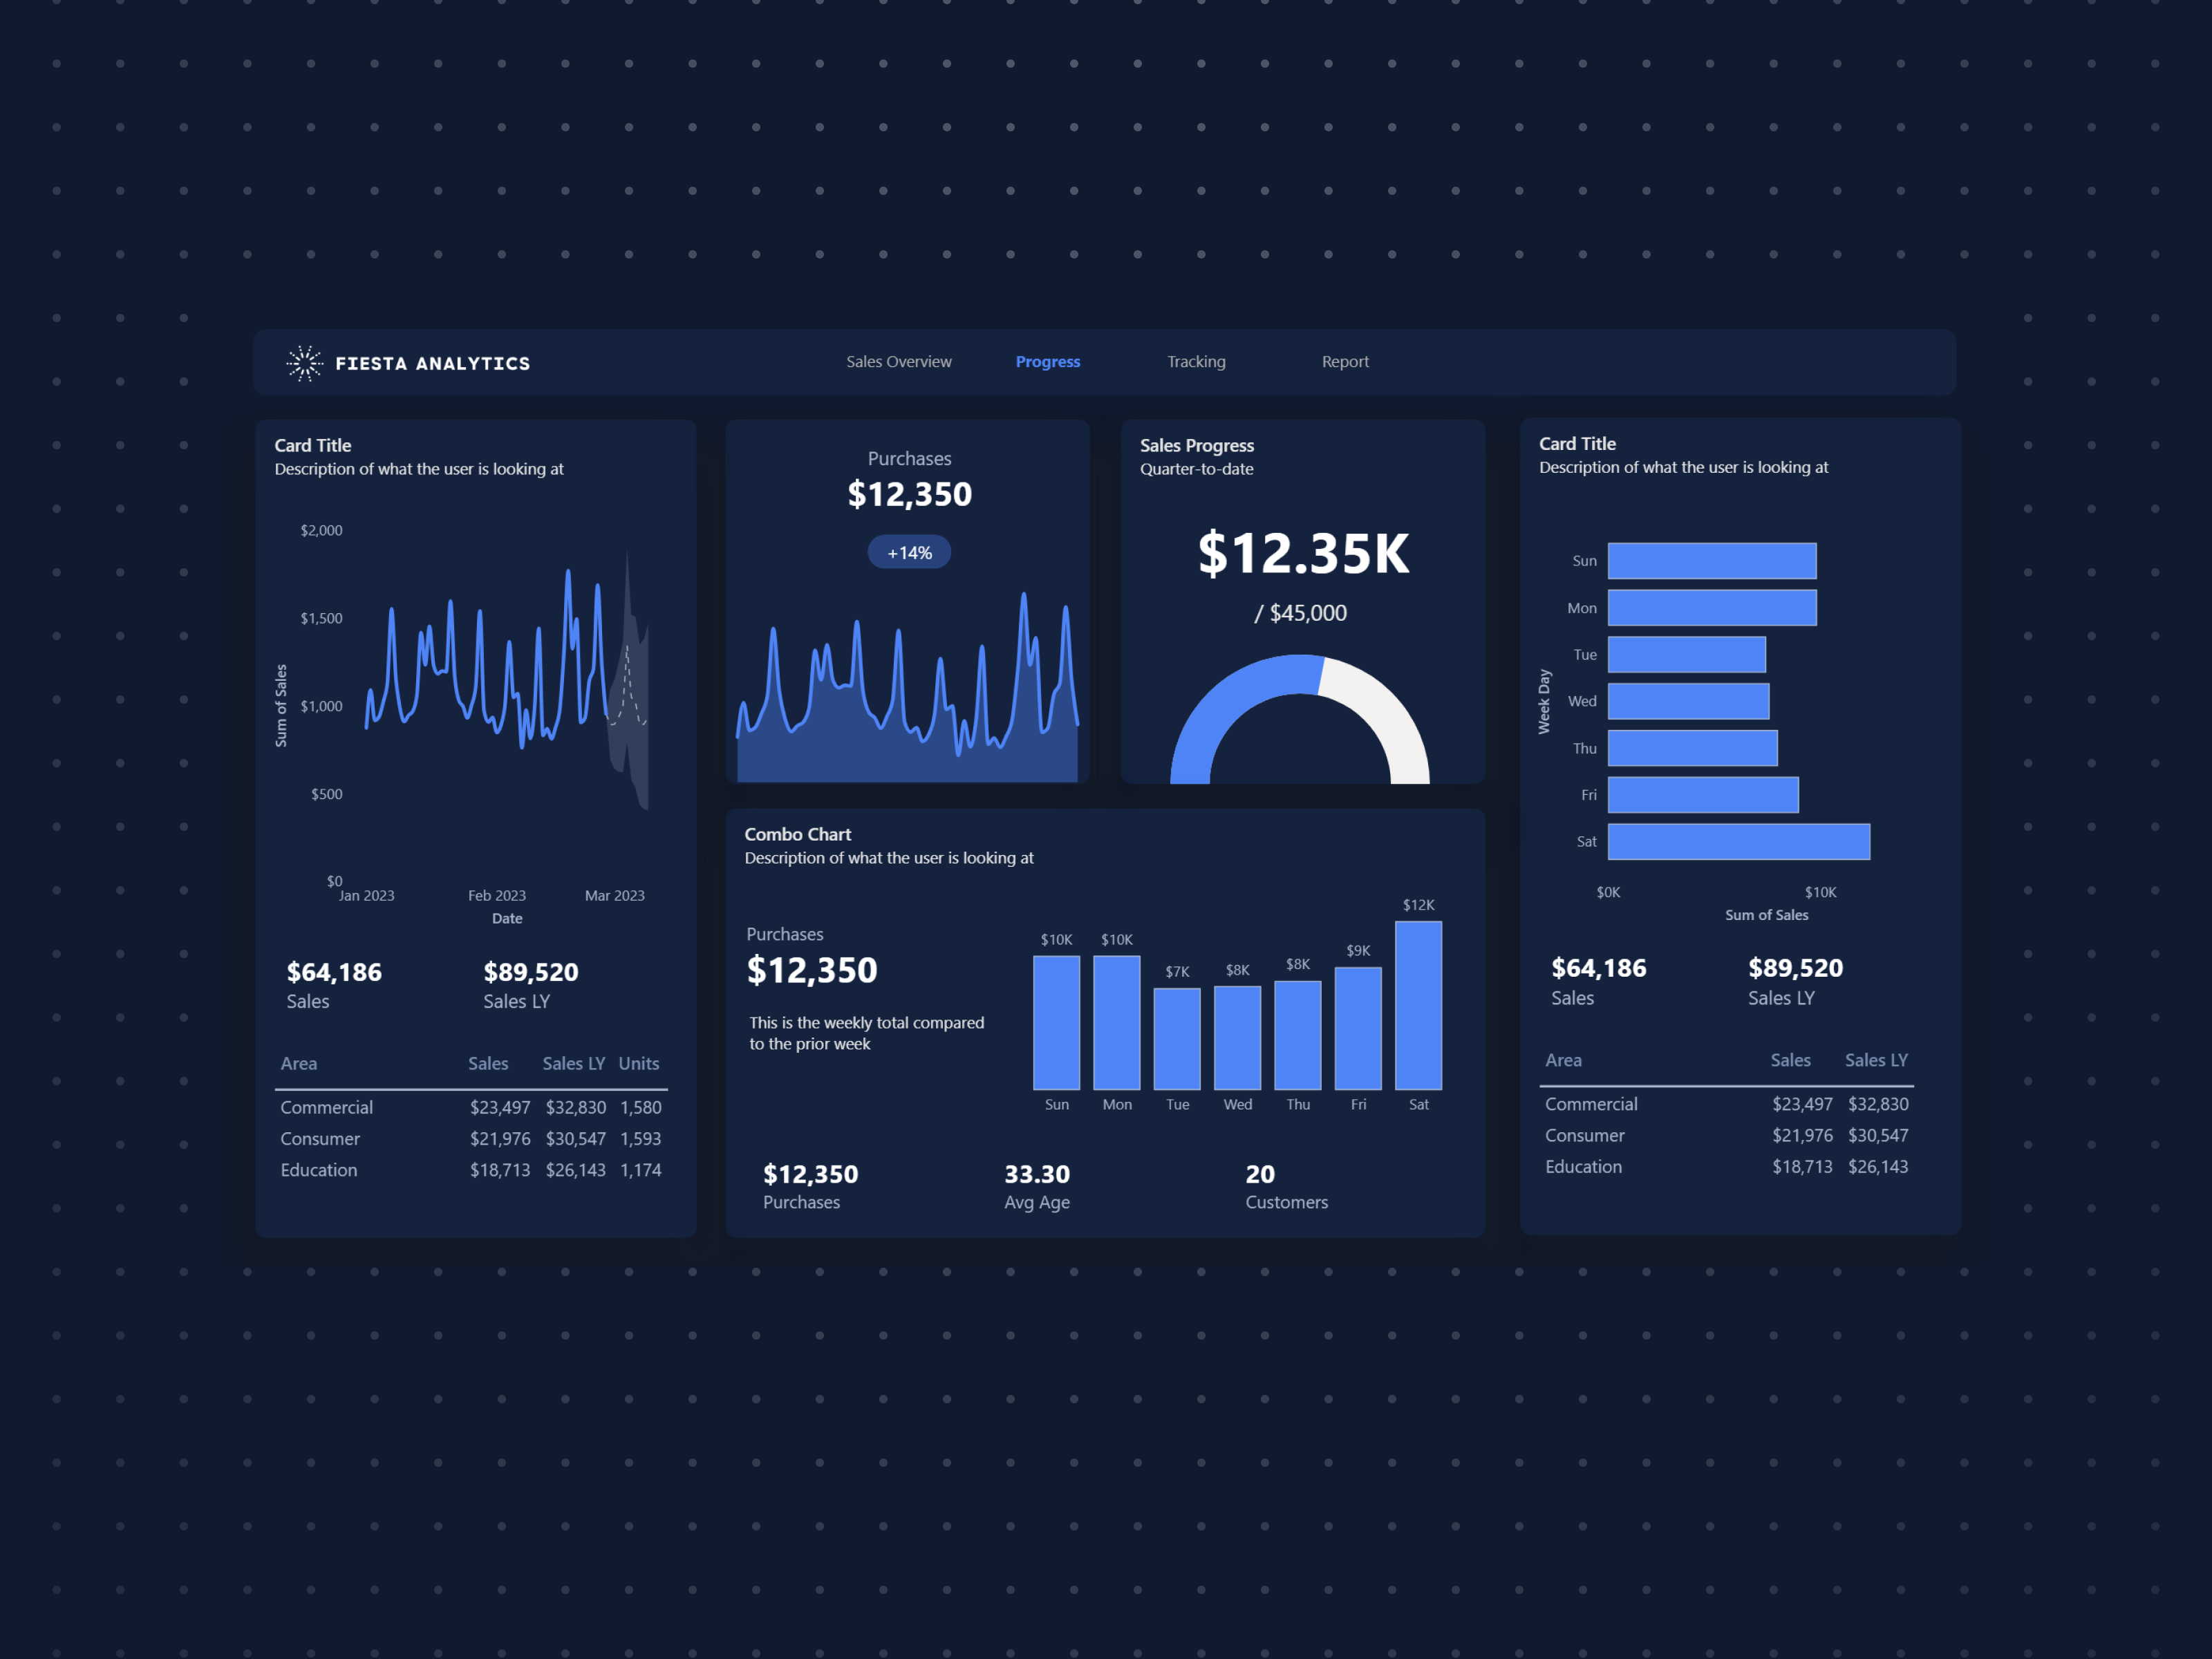 FIESTA ANALYTICS
Sales Overview
Progress
Tracking
Report
Card Title
Description of what the user is looking at
$2,000
$1,500
$1,000
$500
$0
Sum of Sales
Jan 2023
Feb 2023
Mar 2023
Date
$64,186
Sales
$89,520
Sales LY
Area Sales Sales LY Units
Commercial $23,497 $32,830 1,580
Consumer $21,976 $30,547 1,593
Education $18,713 $26,143 1,174
Purchases
$12,350
+14%
Sales Progress
Quarter-to-date
$12.35K
/ $45,000
Combo Chart
Description of what the user is looking at
Purchases
$12,350
This is the weekly total compared
to the prior week
$10K
$10K
$7K
$8K
$8K
$9K
$12K
Sun
Mon
Tue
Wed
Thu
Fri
Sat
$12,350
Purchases
33.30
Avg Age
20
Customers
Card Title
Description of what the user is looking at
Week Day
Sun
Mon
Tue
Wed
Thu
Fri
Sat
$0K
$10K
Sum of Sales
$64,186
Sales
$89,520
Sales LY
Area Sales Sales LY
Commercial $23,497 $32,830
Consumer $21,976 $30,547
Education $18,713 $26,143